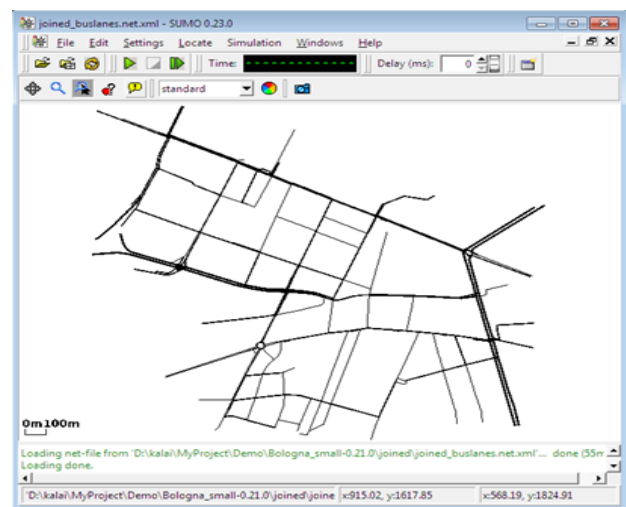 joined_buslanes.net.xml - SUMO 0.23.0
File Edit Settings Locate Simulation Windows Help
Time: Delay (ms): 0
standard
0m100m
Loading net-file from 'D:\kalai\MyProject\Demo\Bologna_small-0.21.0\joined\joined_buslanes.net.xml'... done (55m
Loading done.
'D:\kalai\MyProject\Demo\Bologna_small-0.21.0\joined\joine x:915.02, y:1617.85 x:568.19, y:1824.91